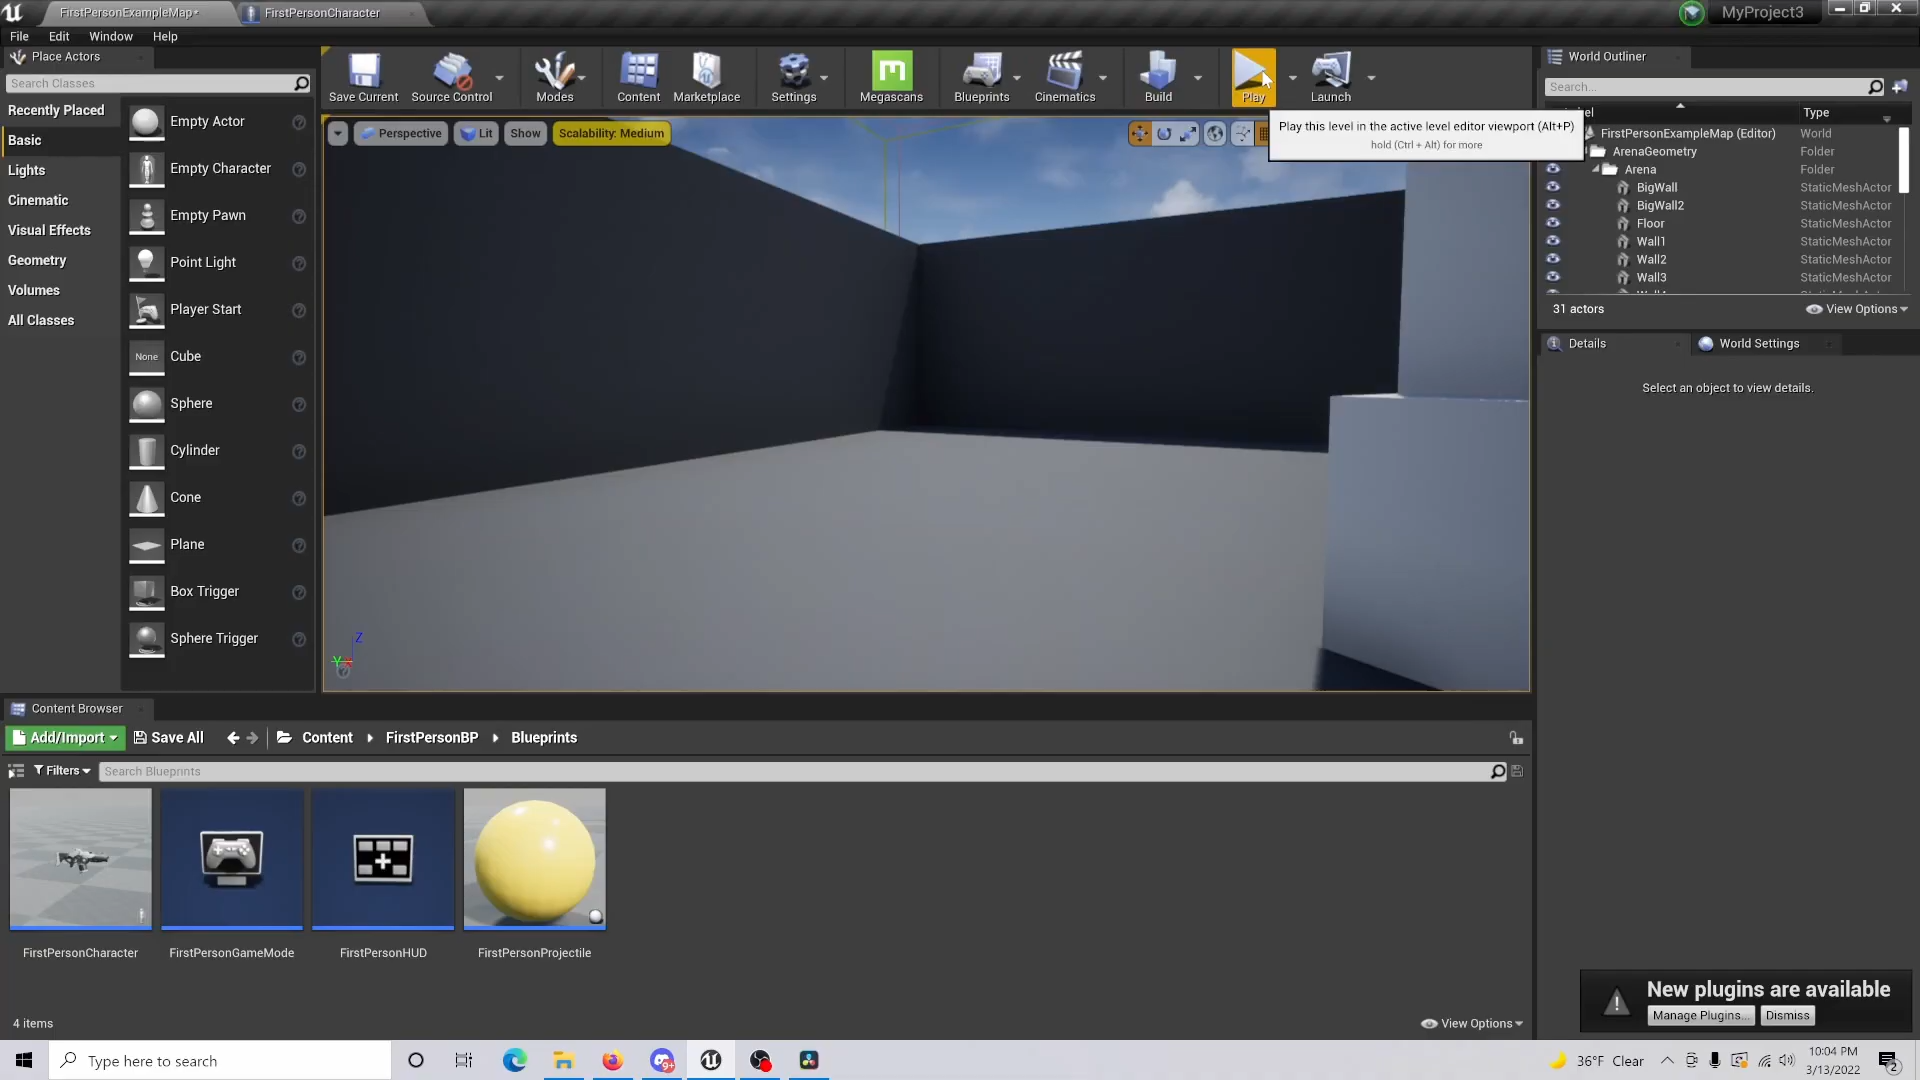 FirstPersonExampleMap*
FirstPersonCharacter
MyProject3
File Edit Window Help
Place Actors
Search Classes
Recently Placed
Basic
Lights
Cinematic
Visual Effects
Geometry
Volumes
All Classes
Empty Actor
Empty Character
Empty Pawn
Point Light
Player Start
None
Cube
Sphere
Cylinder
Cone
Plane
Box Trigger
Sphere Trigger
Save Current
Source Control
Modes
Content
Marketplace
Settings
Megascans
Blueprints
Cinematics
Build
Play
Launch
Perspective
Lit
Show
Scalability: Medium
Play this level in the active level editor viewport (Alt+P)
hold (Ctrl + Alt) for more
Z
Y
World Outliner
Search...
Type
FirstPersonExampleMap (Editor) World
ArenaGeometry Folder
Arena Folder
BigWall StaticMeshActor
BigWall2 StaticMeshActor
Floor StaticMeshActor
Wall1 StaticMeshActor
Wall2 StaticMeshActor
Wall3 StaticMeshActor
31 actors
View Options
Details
World Settings
Select an object to view details.
Content Browser
Add/Import
Save All
Content
FirstPersonBP
Blueprints
Filters
Search Blueprints
FirstPersonCharacter
FirstPersonGameMode
FirstPersonHUD
FirstPersonProjectile
4 items
View Options
New plugins are available
Manage Plugins...
Dismiss
Type here to search
9+
36°F Clear
10:04 PM
3/13/2022
2